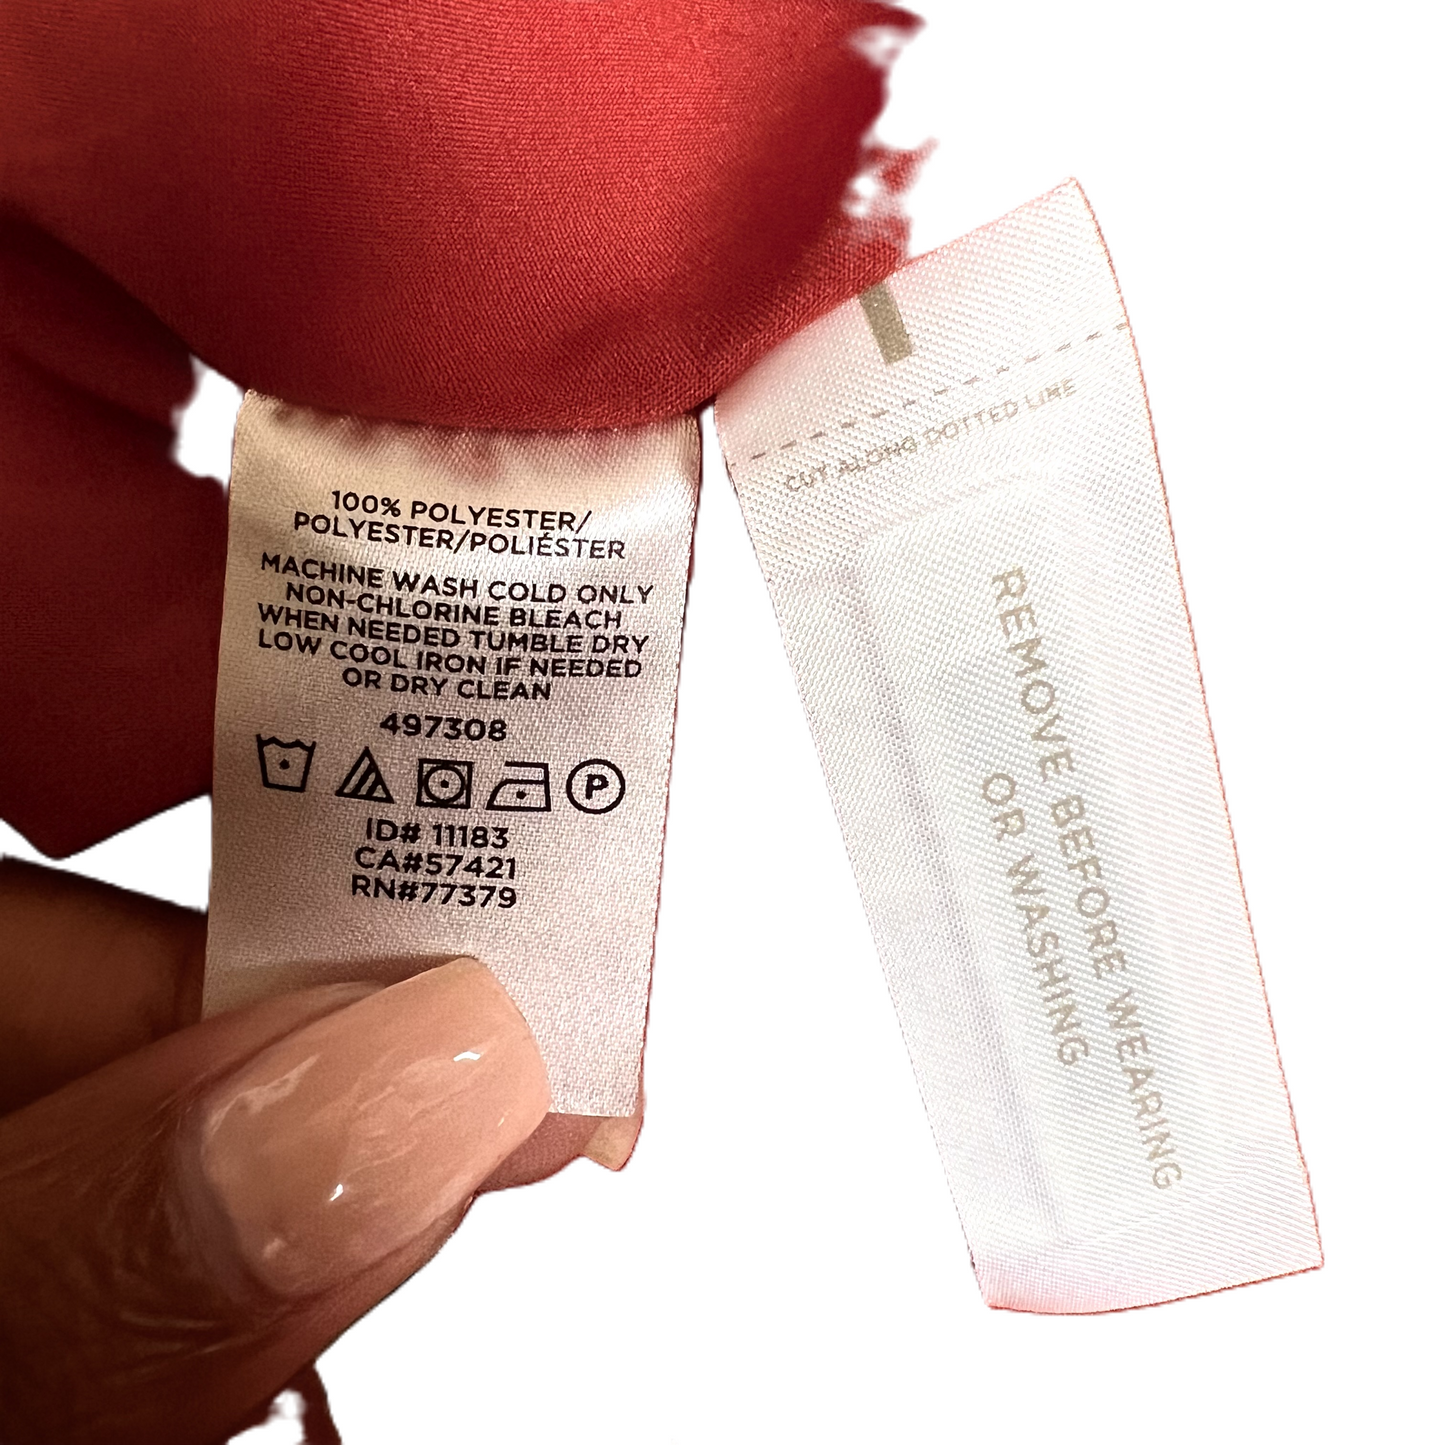 100% POLYESTER/
POLYESTER/POLIÉSTER
MACHINE WASH COLD ONLY
NON-CHLORINE BLEACH
WHEN NEEDED TUMBLE DRY
LOW COOL IRON IF NEEDED
OR DRY CLEAN
497308
P
ID# 11183
CA#57421
RN#77379
CUT ALONG DOTTED LINE
REMOVE BEFORE WEARING
OR WASHING